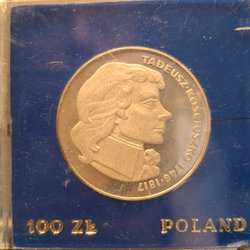 TADEUSZ·KOŚCIUSZKO·1746·1817
100 ZŁ POLAND